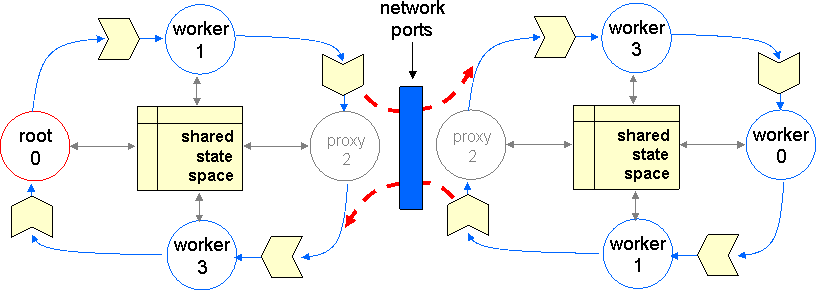 network
ports
worker
1
worker
3
root
0
shared
state
space
proxy
2
proxy
2
shared
state
space
worker
0
worker
3
worker
1